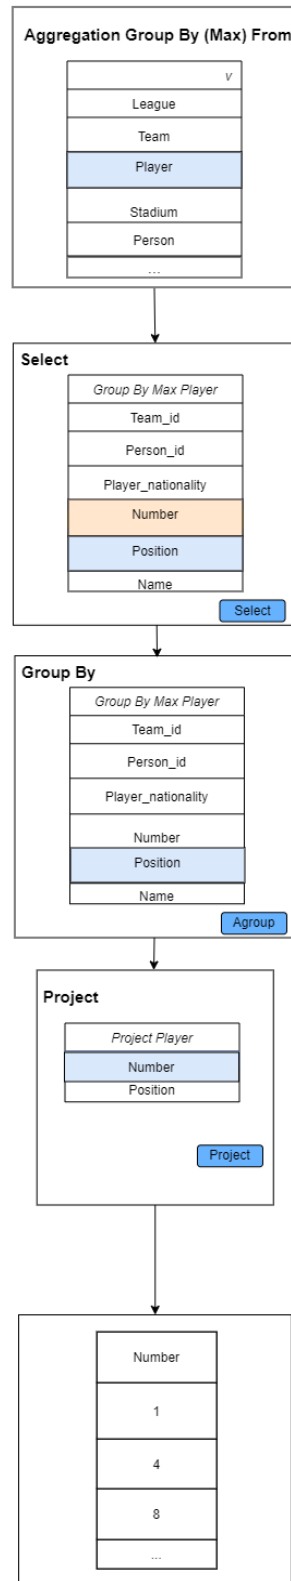 Aggregation Group By (Max) From
v
League
Team
Player
Stadium
Person
...
Select
Group By Max Player
Team_id
Person_id
Player_nationality
Number
Position
Name
Select
Group By
Group By Max Player
Team_id
Person_id
Player_nationality
Number
Position
Name
Agroup
Project
Project Player
Number
Position
Project
Number
1
4
8
...